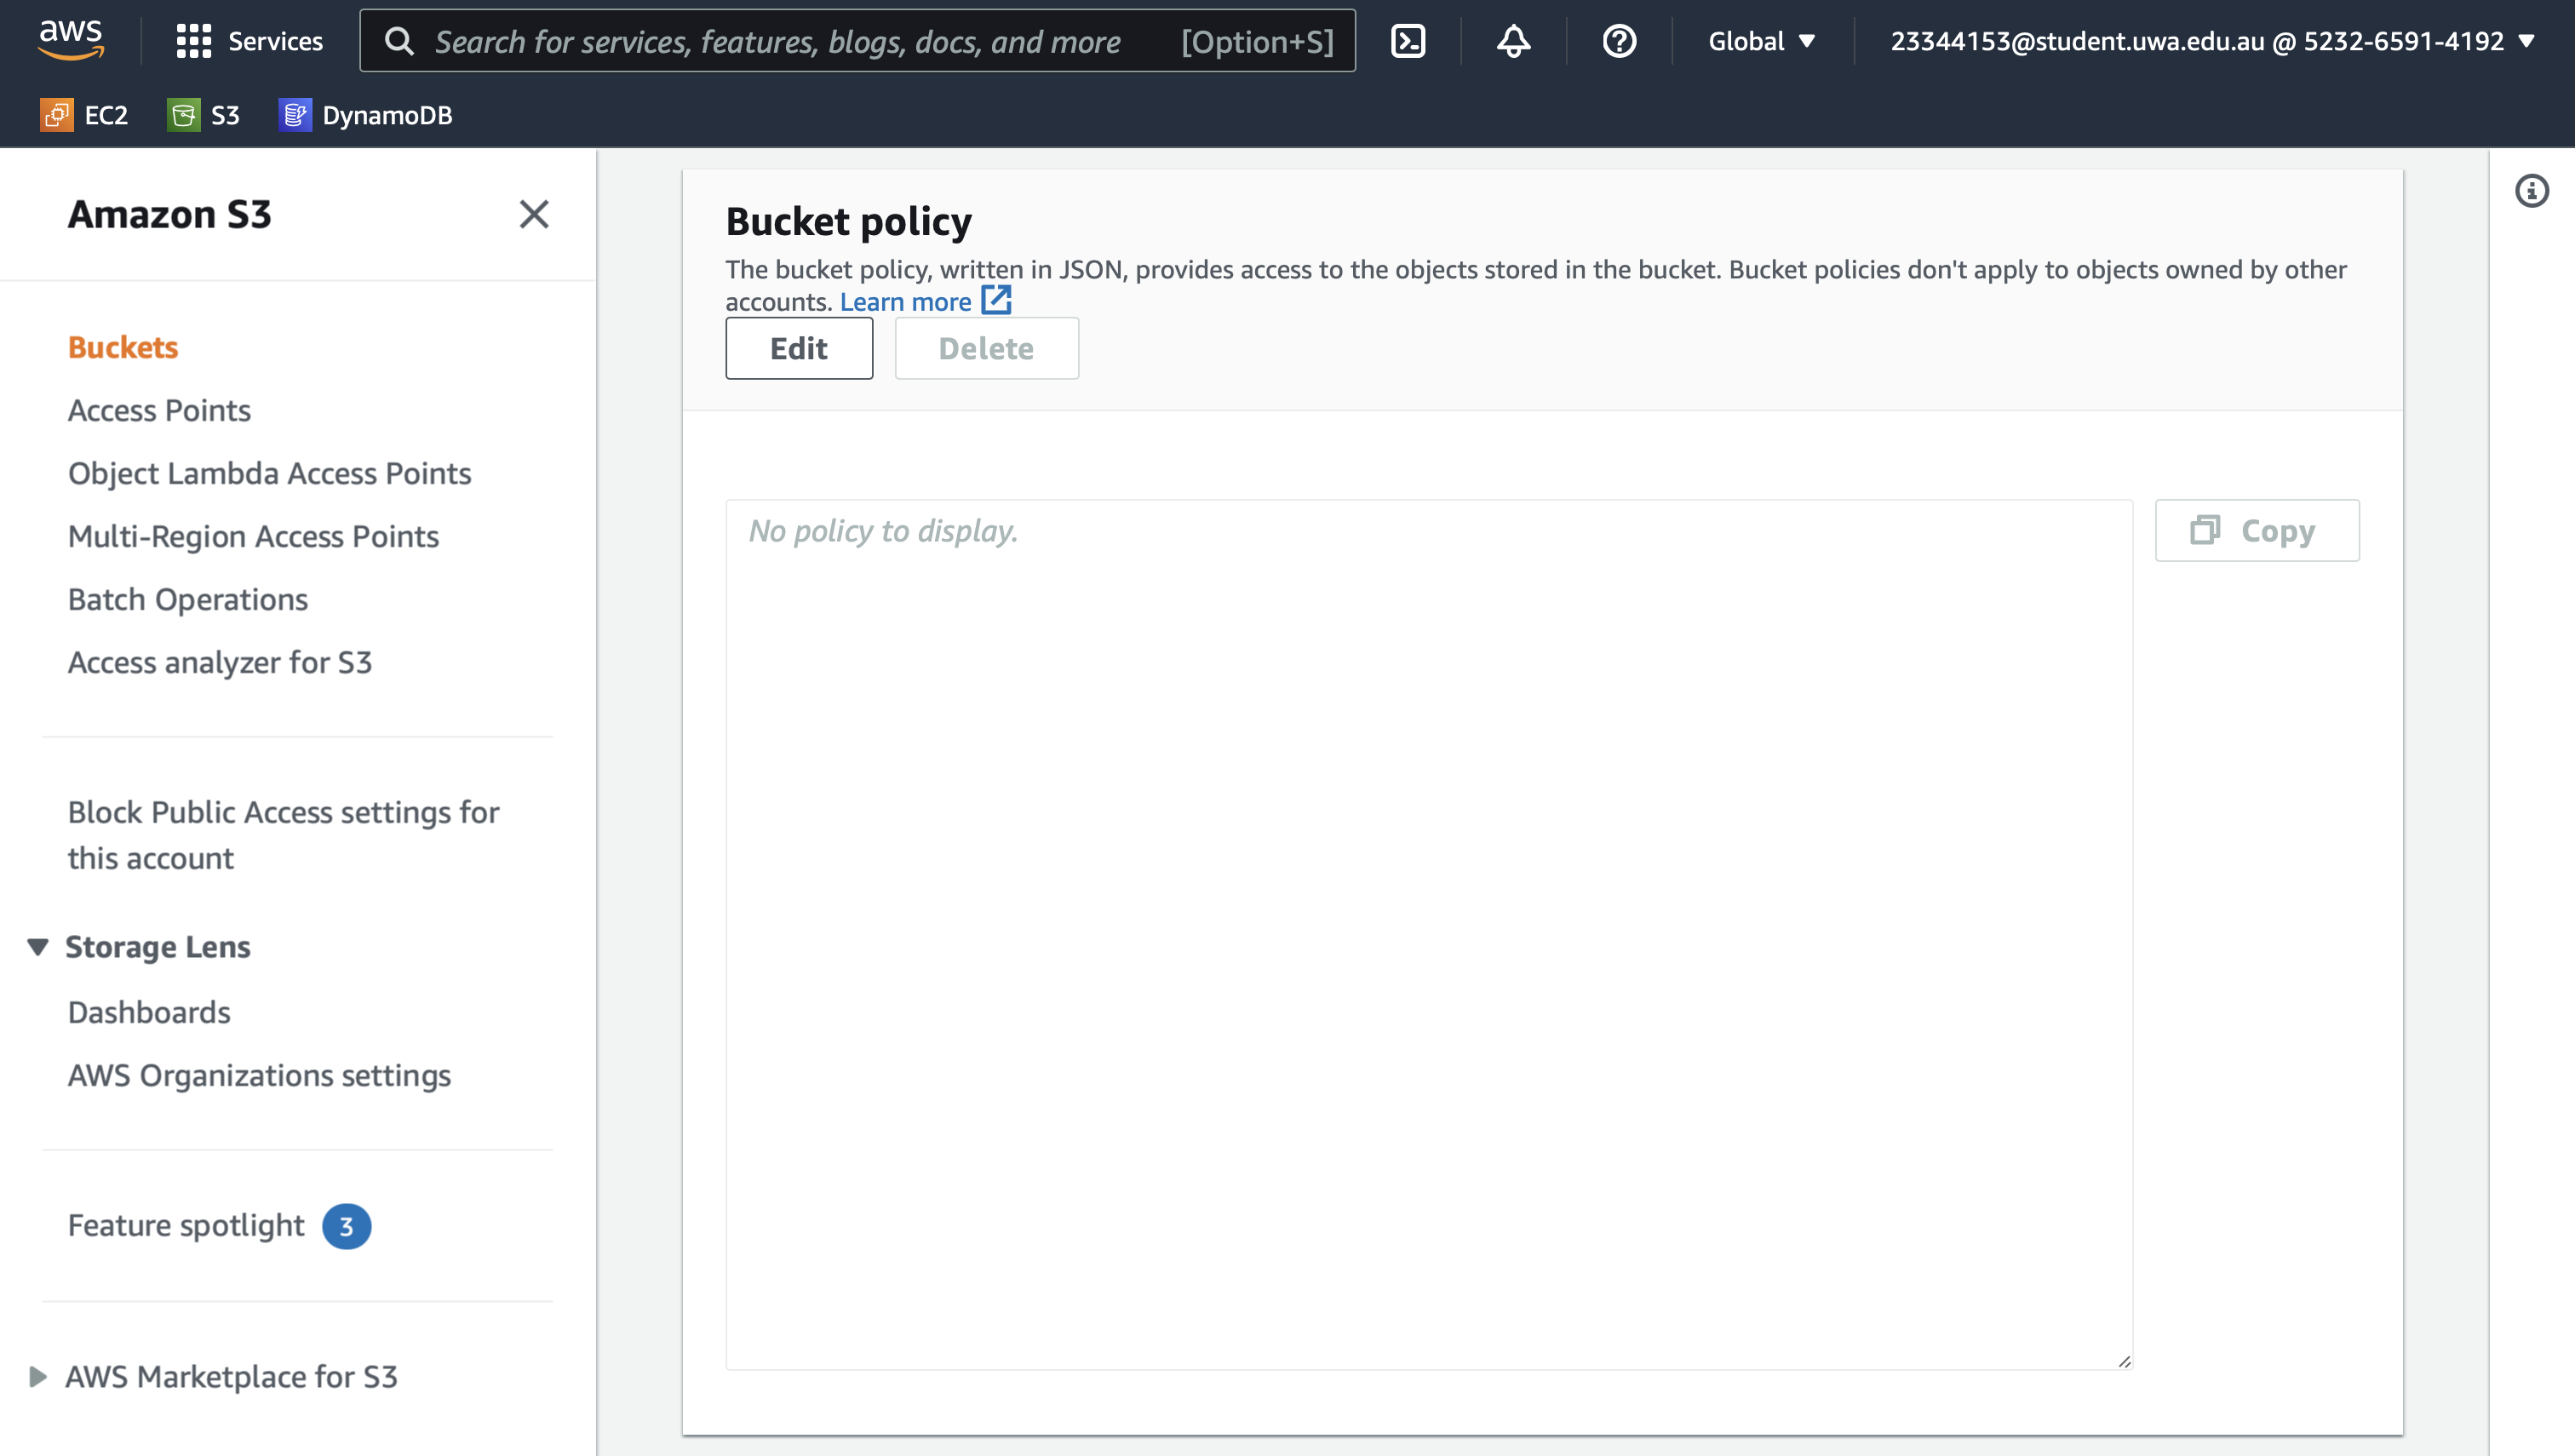 aws
Services
Search for services, features, blogs, docs, and more [Option+S]
Global
23344153@student.uwa.edu.au @ 5232-6591-4192
EC2
S3
DynamoDB
Amazon S3
Buckets
Access Points
Object Lambda Access Points
Multi-Region Access Points
Batch Operations
Access analyzer for S3
Block Public Access settings for
this account
Storage Lens
Dashboards
AWS Organizations settings
Feature spotlight 3
AWS Marketplace for S3
Bucket policy
The bucket policy, written in JSON, provides access to the objects stored in the bucket. Bucket policies don't apply to objects owned by other
accounts. Learn more
Edit
Delete
No policy to display.
Copy